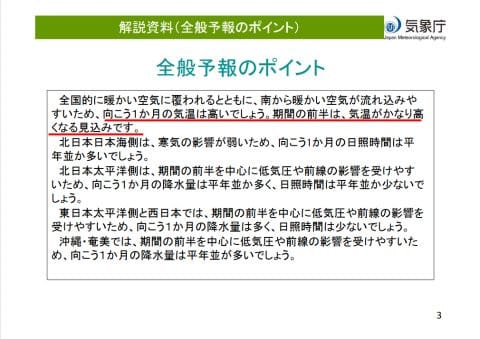 解説資料(全般予報のポイント)
気象庁
Japan Meteorological Agency
全般予報のポイント
全国的に暖かい空気に覆われるとともに、南から暖かい空気が流れ込みや
すいため、向こう1か月の気温は高いでしょう。期間の前半は、気温がかなり高
くなる見込みです。
北日本日本海側は、寒気の影響が弱いため、向こう1か月の日照時間は平
年並か多いでしょう。
北日本太平洋側は、期間の前半を中心に低気圧や前線の影響を受けやす
いため、向こう1か月の降水量は平年並か多く、日照時間は平年並か少ないで
しょう。
東日本太平洋側と西日本では、期間の前半を中心に低気圧や前線の影響を
受けやすいため、向こう1か月の降水量は多く、日照時間は少ないでしょう。
沖縄・奄美では、期間の前半を中心に低気圧や前線の影響を受けやすいた
め、向こう1か月の降水量は平年並が多いでしょう。
3